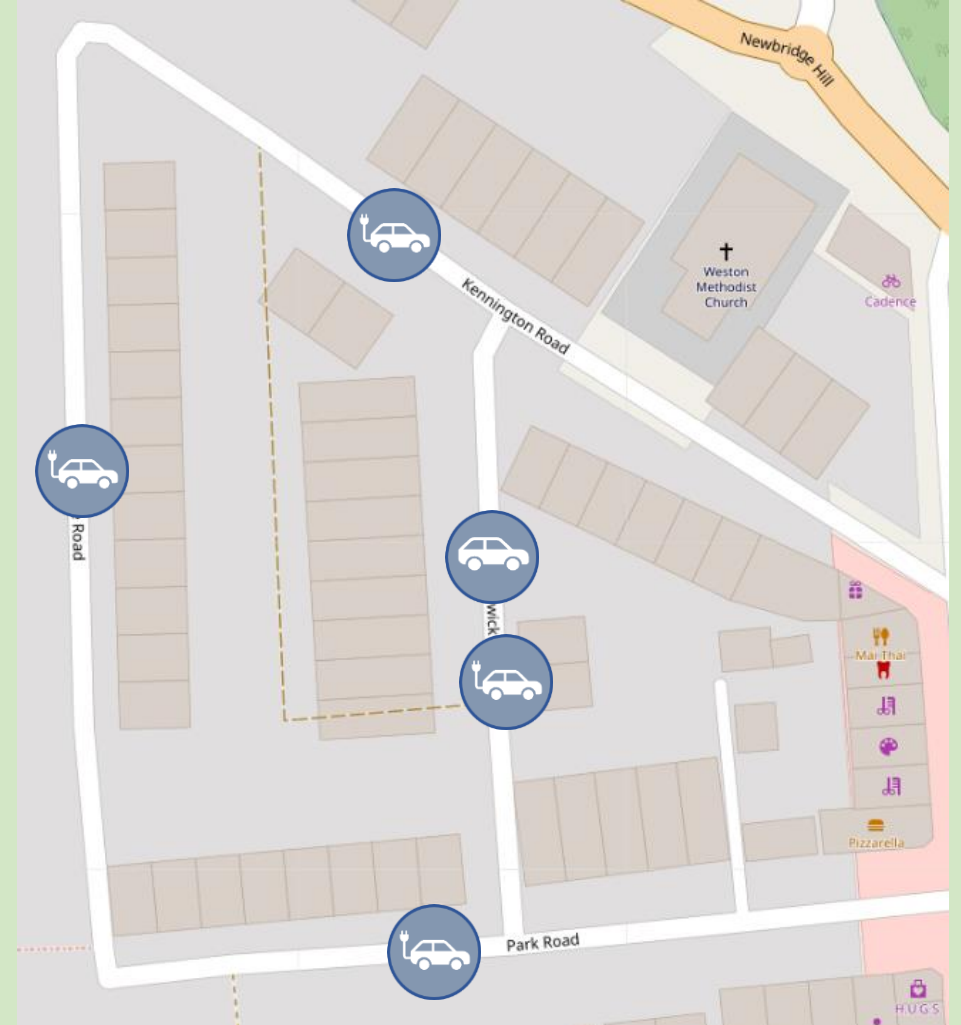 Newbridge Hill
Weston
Methodist
Church
Cadence
Kennington Road
Road
wick
Mai Thai
Pizzarella
Park Road
H.U.G.S